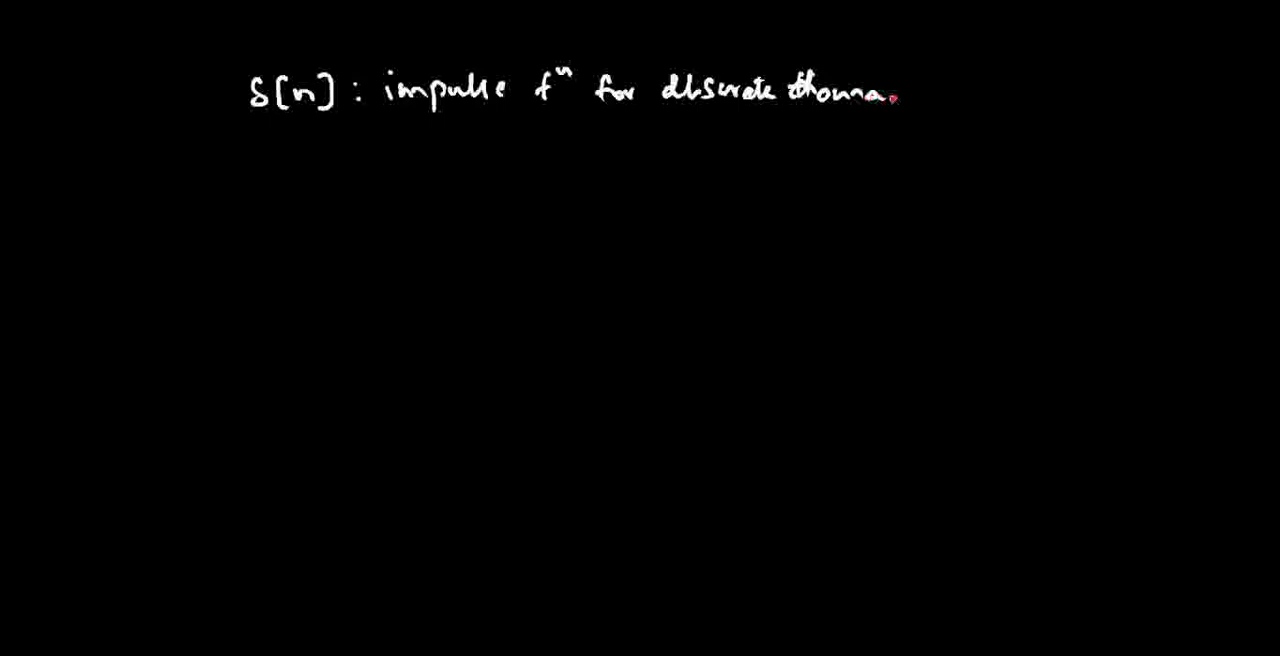 δ[n] : impulse fⁿ for discrete